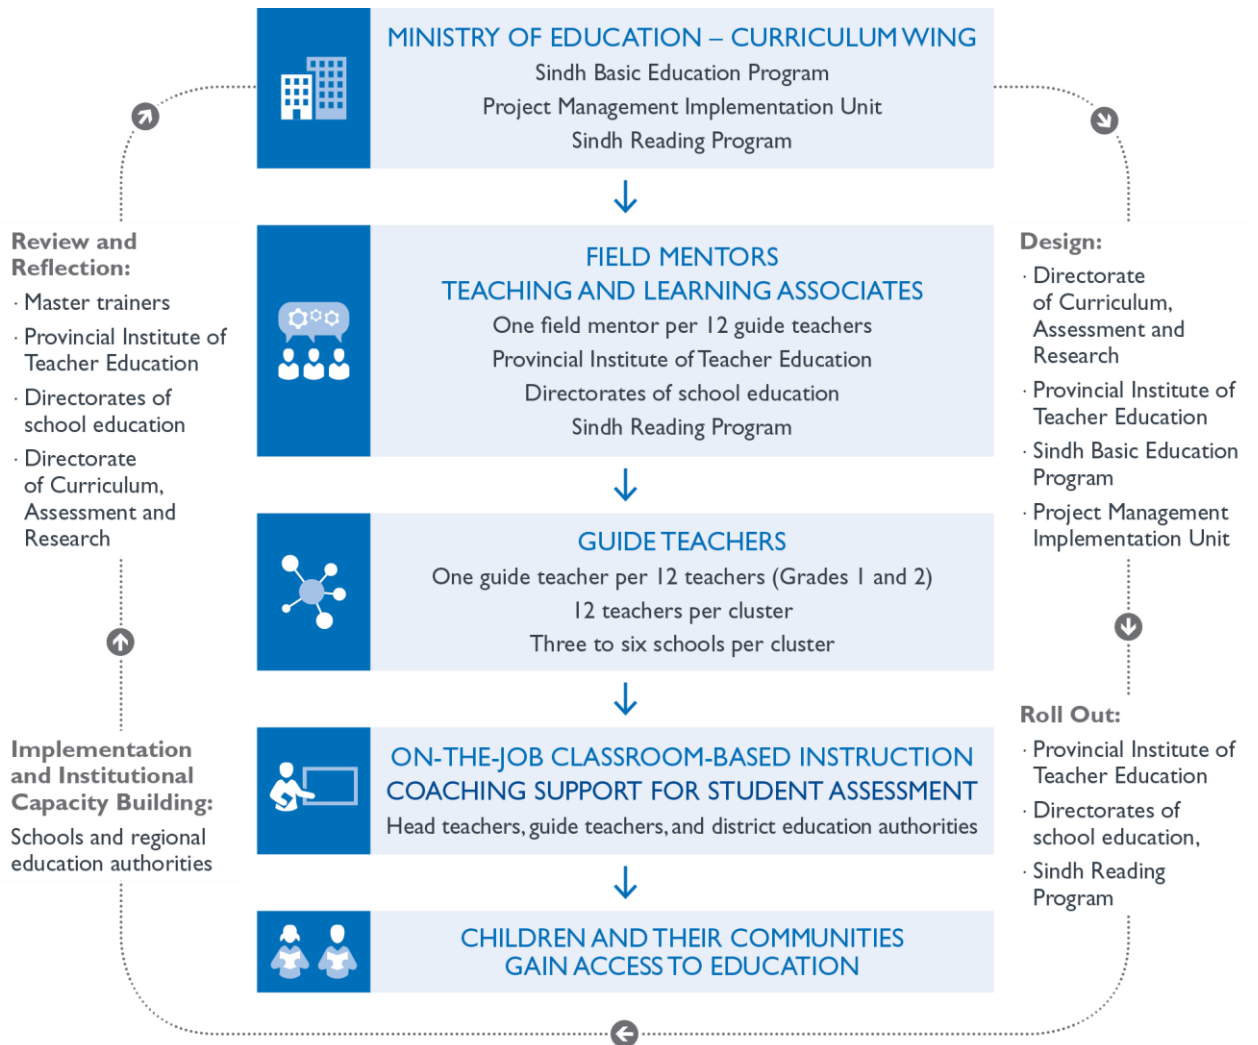 MINISTRY OF EDUCATION – CURRICULUM WING
Sindh Basic Education Program
Project Management Implementation Unit
Sindh Reading Program
FIELD MENTORS
TEACHING AND LEARNING ASSOCIATES
One field mentor per 12 guide teachers
Provincial Institute of Teacher Education
Directorates of school education
Sindh Reading Program
GUIDE TEACHERS
One guide teacher per 12 teachers (Grades 1 and 2)
12 teachers per cluster
Three to six schools per cluster
ON-THE-JOB CLASSROOM-BASED INSTRUCTION
COACHING SUPPORT FOR STUDENT ASSESSMENT
Head teachers, guide teachers, and district education authorities
CHILDREN AND THEIR COMMUNITIES
GAIN ACCESS TO EDUCATION
Design:
· Directorate
of Curriculum,
Assessment and
Research
· Provincial Institute of
Teacher Education
· Sindh Basic Education
Program
· Project Management
Implementation Unit
Roll Out:
· Provincial Institute of
Teacher Education
· Directorates of
school education,
· Sindh Reading
Program
Implementation
and Institutional
Capacity Building:
Schools and regional
education authorities
Review and
Reflection:
· Master trainers
· Provincial Institute of
Teacher Education
· Directorates of
school education
· Directorate
of Curriculum,
Assessment and
Research